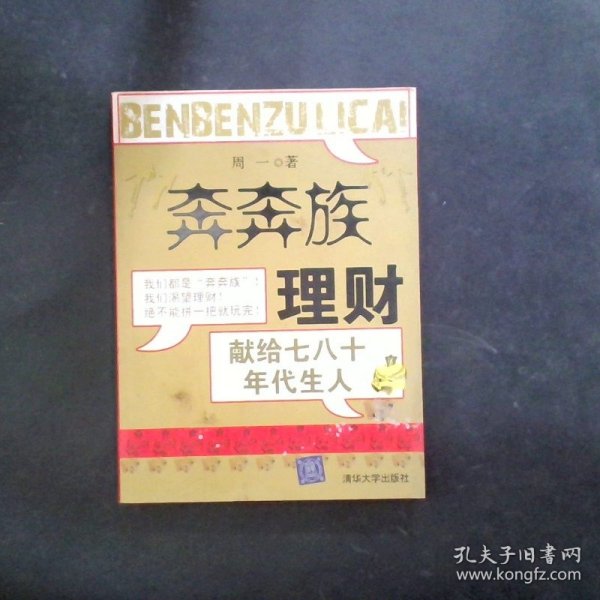 BENBENZU LICAI
周 一 ◎ 著
奔奔族
理财
我们都是“奔奔族”！
我们渴望理财！
绝不能拼一把就玩完！
献给七八十
年代生人
清华大学出版社
孔夫子旧书网
www.kongfz.com